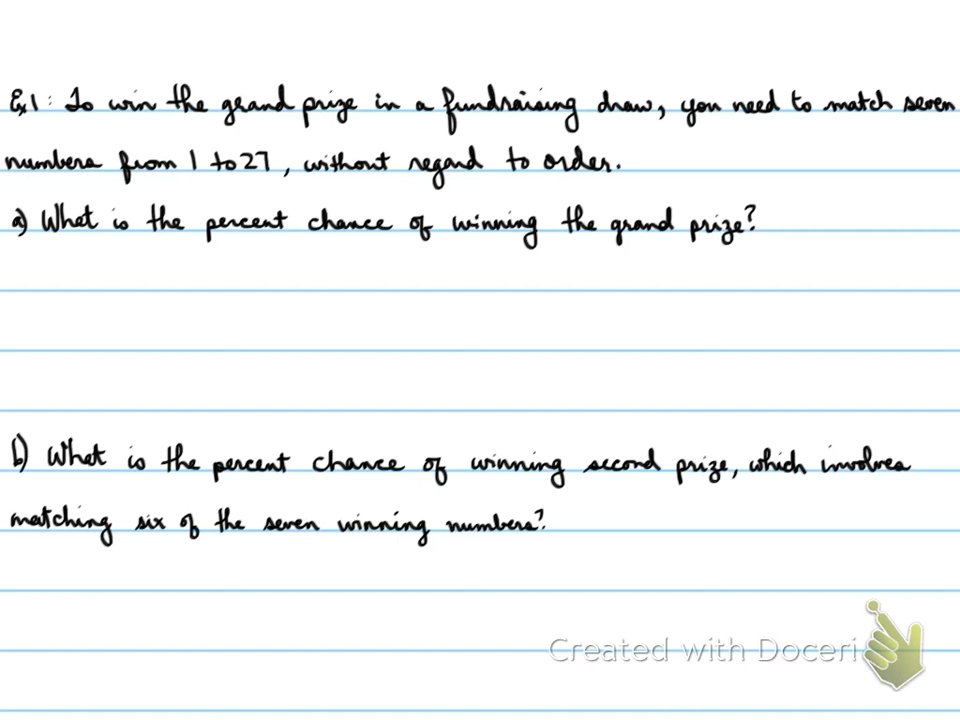 Ex1: To win the grand prize in a fundraising draw, you need to match seven
numbers from 1 to 27, without regard to order.
a) What is the percent chance of winning the grand prize?
b) What is the percent chance of winning second prize, which involves
matching six of the seven winning numbers?
Created with Doceri